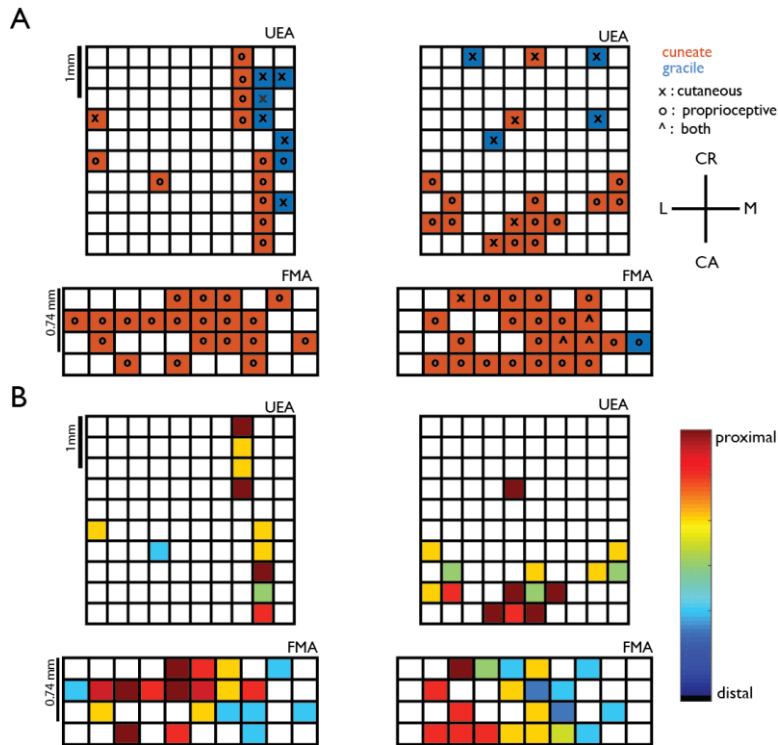 A
UEA
1mm
o
o x x
o x
x o x
x
o o o
o o
o x
o
o
UEA
x x x
x x
x
o o
o o o o
o o x o o
x o o
cuneate
gracile
x : cutaneous
o : proprioceptive
^ : both
CR
L M
CA
FMA
0.74 mm
o o o o
o o o o o o o o
o o o o o
o o o
FMA
x o o o o
o o o o ^
o o ^ ^ o o
o o o o o o o
B
UEA
1mm
UEA
proximal
distal
FMA
0.74 mm
FMA